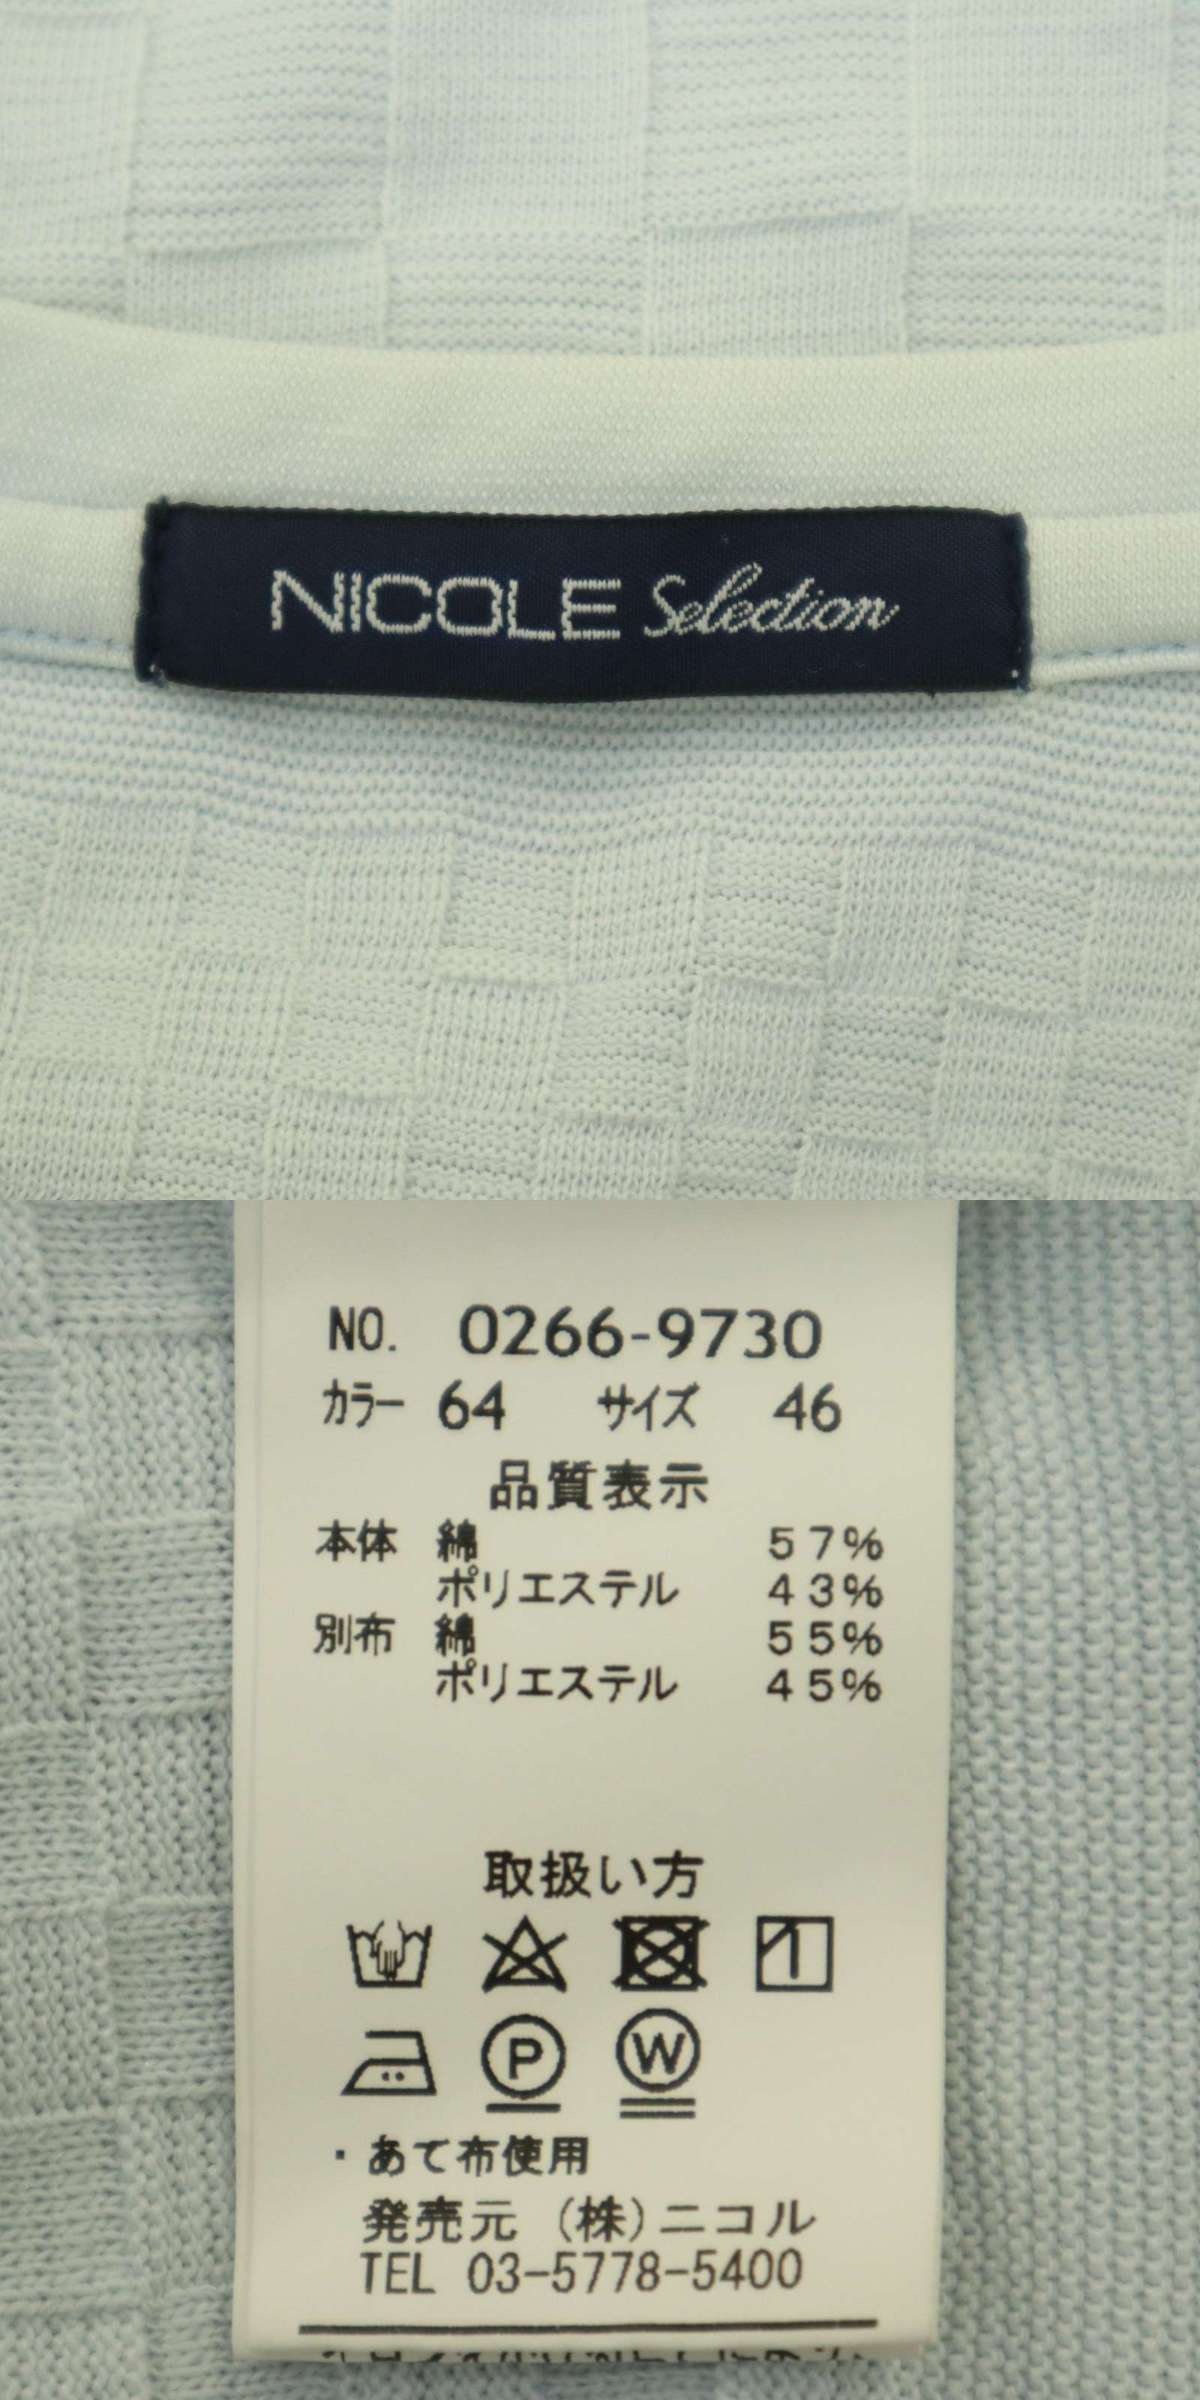 NICOLE Selection
NO. 0266-9730
カラー 64 サイズ 46
品質表示
本体 綿 57%
ポリエステル 43%
別布 綿 55%
ポリエステル 45%
取扱い方
P W
・あて布使用
発売元 (株)ニコル
TEL 03-5778-5400